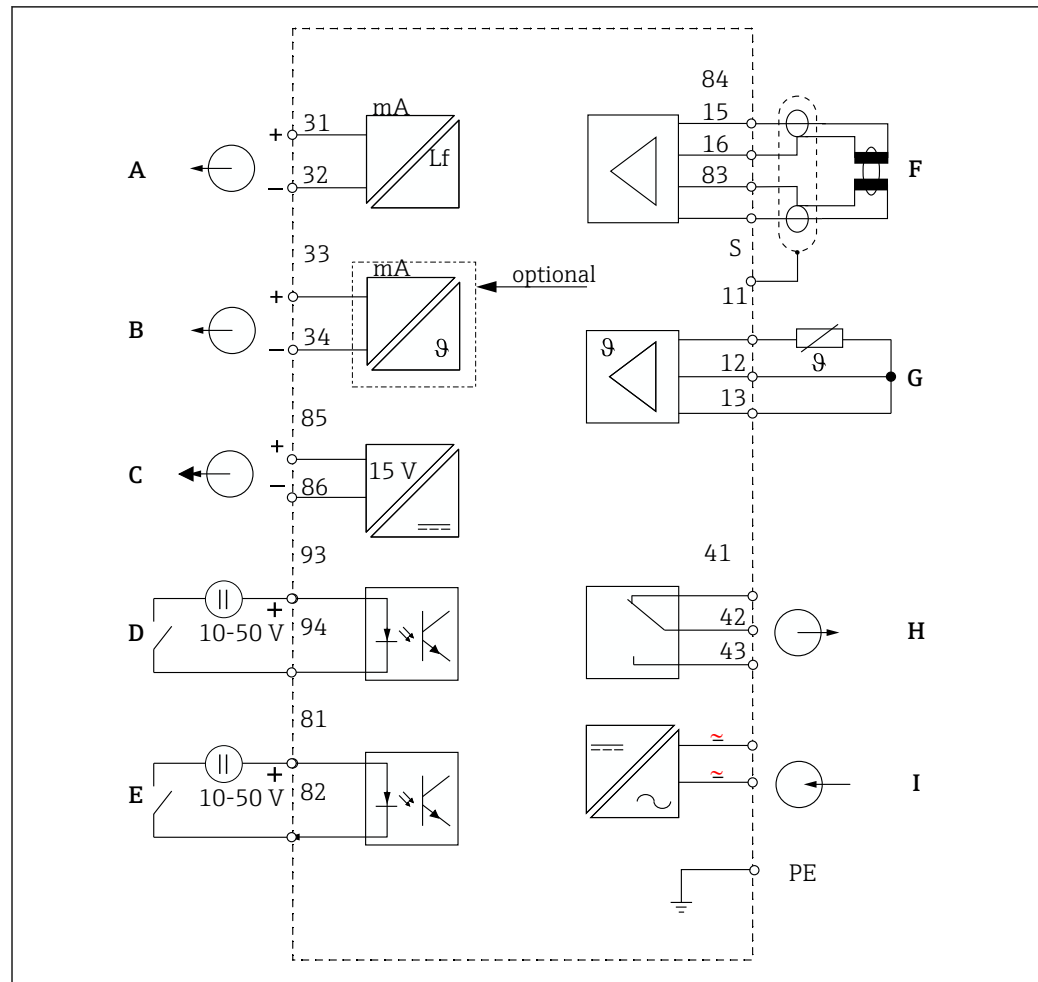 A
+
−
31
32
mA
Lf
B
+
−
33
34
mA
ϑ
optional
C
+
−
85
86
15 V
D
10-50 V
+
93
94
E
10-50 V
+
81
82
84
15
16
83
S
F
11
12
13
ϑ
ϑ
G
41
42
43
H
I
PE